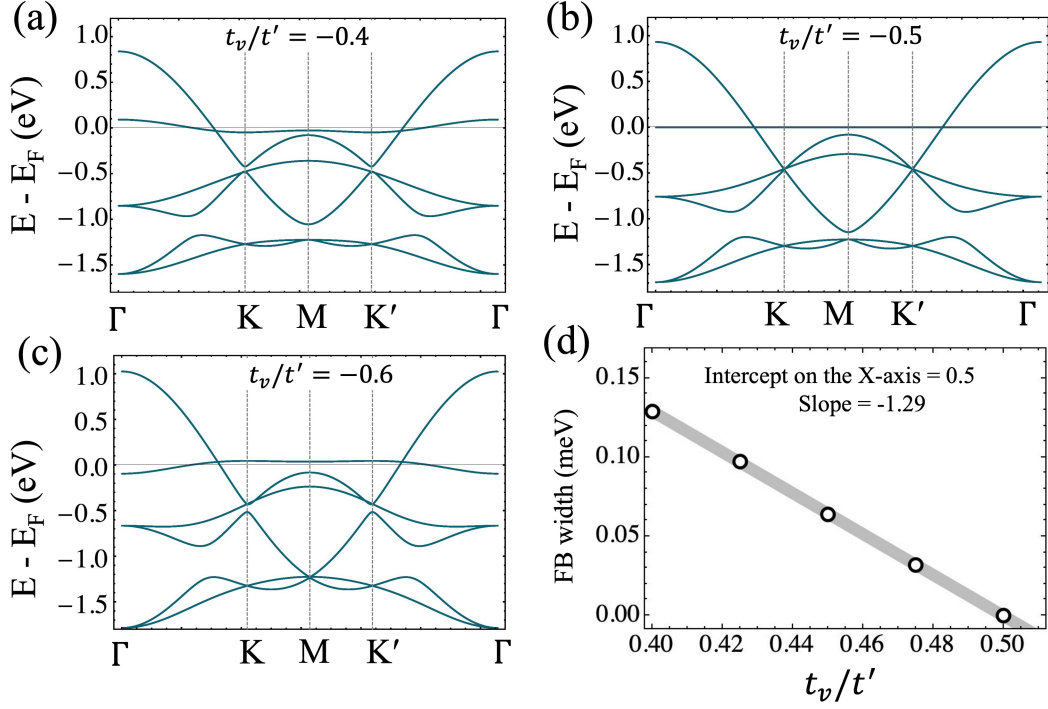 (a)
t_v/t′ = −0.4
E - E_F (eV)
1.0
0.5
0.0
−0.5
−1.0
−1.5
Γ K M K′ Γ
(b)
t_v/t′ = −0.5
E - E_F (eV)
1.0
0.5
0.0
−0.5
−1.0
−1.5
Γ K M K′ Γ
(c)
t_v/t′ = −0.6
E - E_F (eV)
1.0
0.5
0.0
−0.5
−1.0
−1.5
Γ K M K′ Γ
(d)
Intercept on the X-axis = 0.5
Slope = -1.29
FB width (meV)
0.15
0.10
0.05
0.00
0.40 0.42 0.44 0.46 0.48 0.50
t_v/t′